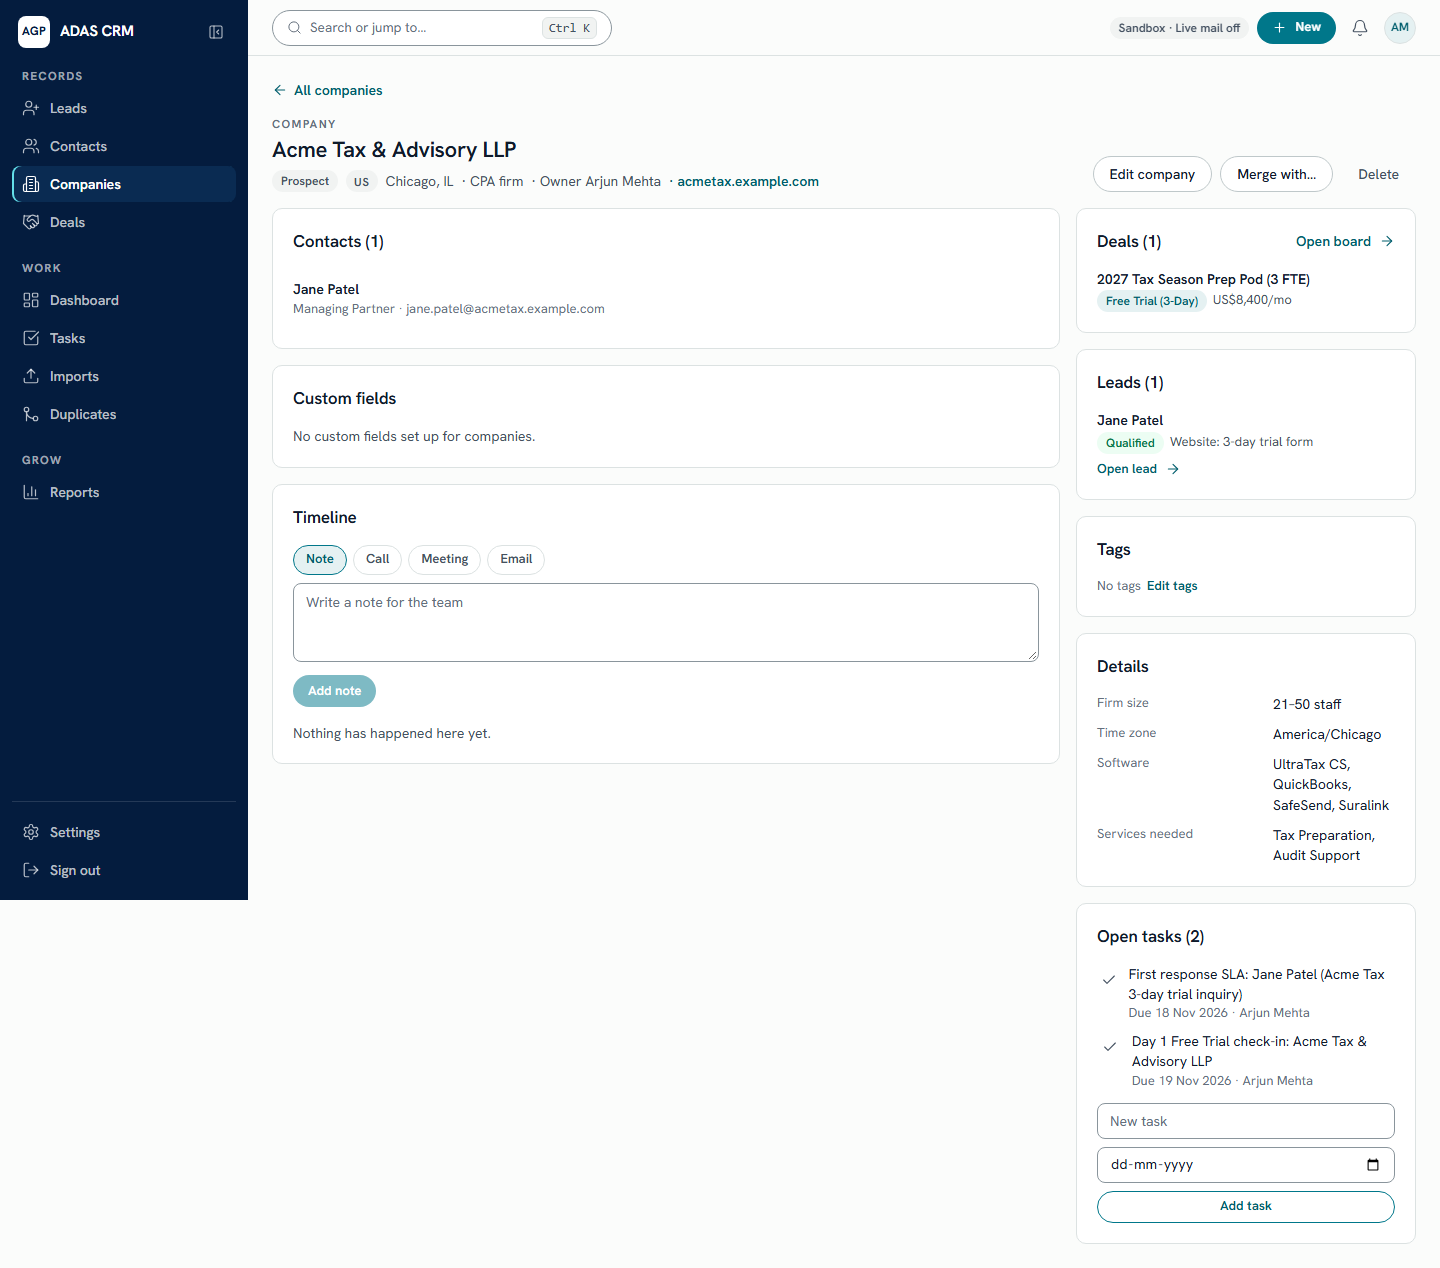 AGP
ADAS CRM
RECORDS
Leads
Contacts
Companies
Deals
WORK
Dashboard
Tasks
Imports
Duplicates
GROW
Reports
Settings
Sign out
Search or jump to...
Ctrl K
Sandbox · Live mail off
New
AM
All companies
COMPANY
Acme Tax & Advisory LLP
Prospect US Chicago, IL · CPA firm · Owner Arjun Mehta · acmetax.example.com
Edit company
Merge with...
Delete
Contacts (1)
Jane Patel
Managing Partner · jane.patel@acmetax.example.com
Custom fields
No custom fields set up for companies.
Timeline
Note
Call
Meeting
Email
Write a note for the team
Add note
Nothing has happened here yet.
Deals (1)
Open board
2027 Tax Season Prep Pod (3 FTE)
Free Trial (3-Day) US$8,400/mo
Leads (1)
Jane Patel
Qualified Website: 3-day trial form
Open lead
Tags
No tags Edit tags
Details
Firm size 21-50 staff
Time zone America/Chicago
Software UltraTax CS,
QuickBooks,
SafeSend, Suralink
Services needed Tax Preparation,
Audit Support
Open tasks (2)
First response SLA: Jane Patel (Acme Tax
3-day trial inquiry)
Due 18 Nov 2026 · Arjun Mehta
Day 1 Free Trial check-in: Acme Tax &
Advisory LLP
Due 19 Nov 2026 · Arjun Mehta
New task
dd-mm-yyyy
Add task